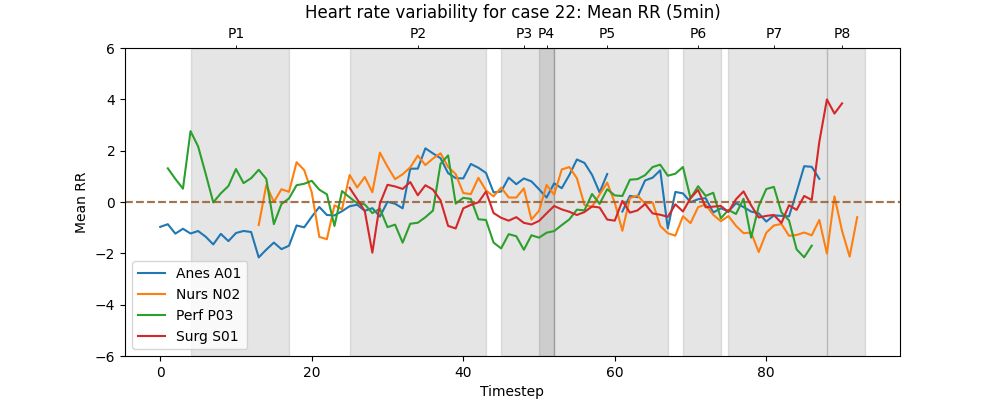 Heart rate variability for case 22: Mean RR (5min)
P1 P2 P3 P4 P5 P6 P7 P8
6
4
2
0
−2
−4
−6
Mean RR
Anes A01
Nurs N02
Perf P03
Surg S01
0 20 40 60 80
Timestep